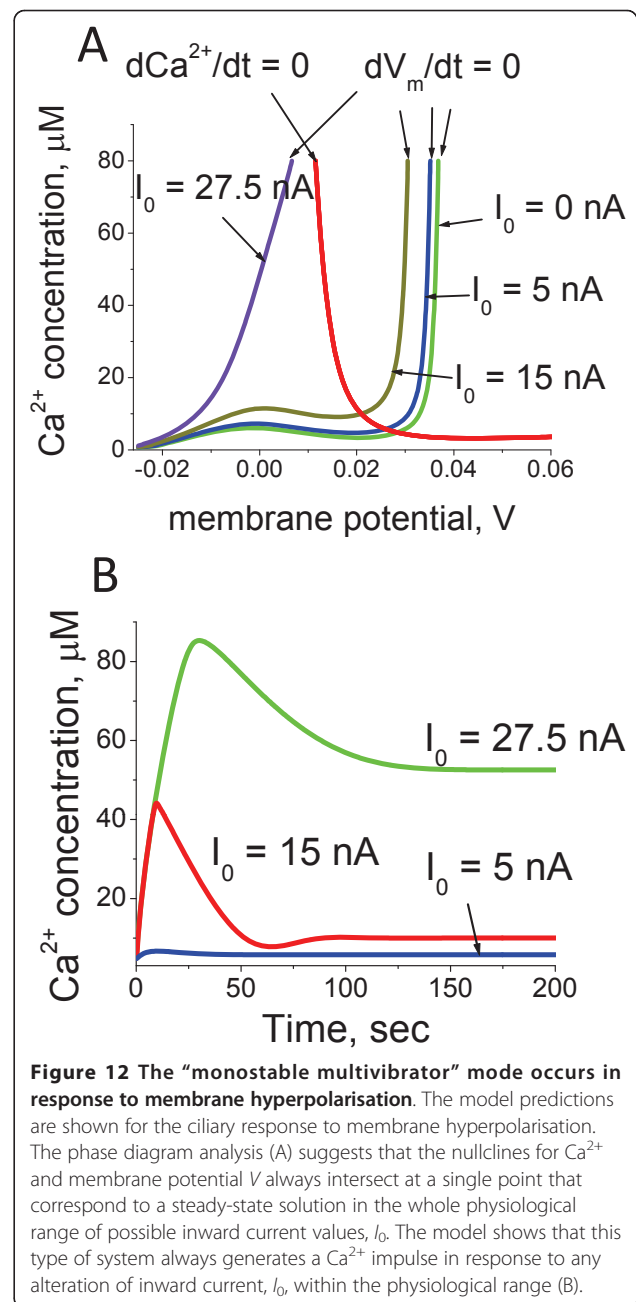 A
dCa²⁺/dt = 0 dVₘ/dt = 0
80
60
40
20
0
Ca²⁺ concentration, μM
I₀ = 27.5 nA
I₀ = 0 nA
I₀ = 5 nA
I₀ = 15 nA
-0.02 0.00 0.02 0.04 0.06
membrane potential, V
B
80
60
40
20
Ca²⁺ concentration, μM
I₀ = 27.5 nA
I₀ = 15 nA
I₀ = 5 nA
0 50 100 150 200
Time, sec
Figure 12 The “monostable multivibrator” mode occurs in
response to membrane hyperpolarisation. The model predictions
are shown for the ciliary response to membrane hyperpolarisation.
The phase diagram analysis (A) suggests that the nullclines for Ca²⁺
and membrane potential V always intersect at a single point that
correspond to a steady-state solution in the whole physiological
range of possible inward current values, I₀. The model shows that this
type of system always generates a Ca²⁺ impulse in response to any
alteration of inward current, I₀, within the physiological range (B).